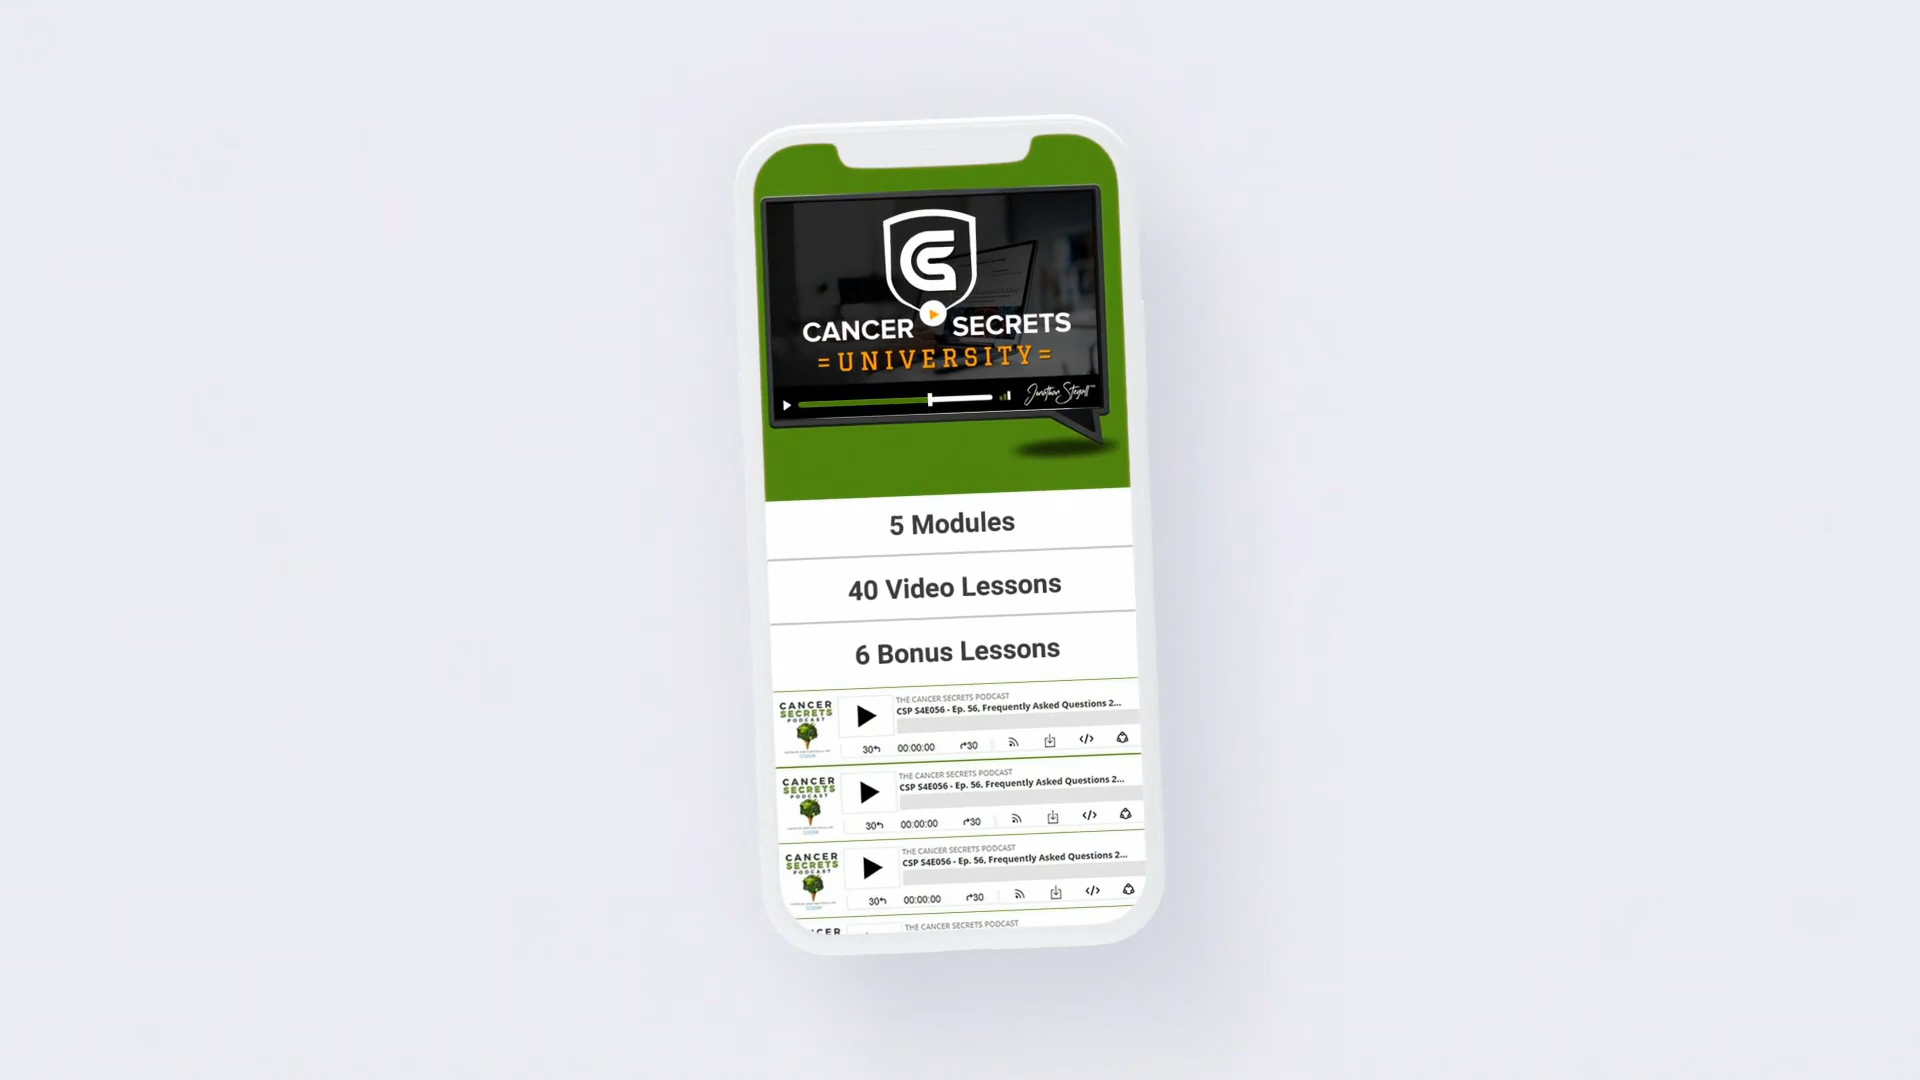 CANCER SECRETS
=UNIVERSITY=
Jonathan Stegall
5 Modules
40 Video Lessons
6 Bonus Lessons
CANCER
SECRETS
PODCAST
THE CANCER SECRETS PODCAST
CSP S4E056 - Ep. 56, Frequently Asked Questions 2...
30 00:00:00 30 </>
CANCER
SECRETS
PODCAST
THE CANCER SECRETS PODCAST
CSP S4E056 - Ep. 56, Frequently Asked Questions 2...
30 00:00:00 30 </>
CANCER
SECRETS
PODCAST
THE CANCER SECRETS PODCAST
CSP S4E056 - Ep. 56, Frequently Asked Questions 2...
30 00:00:00 30 </>
THE CANCER SECRETS PODCAST